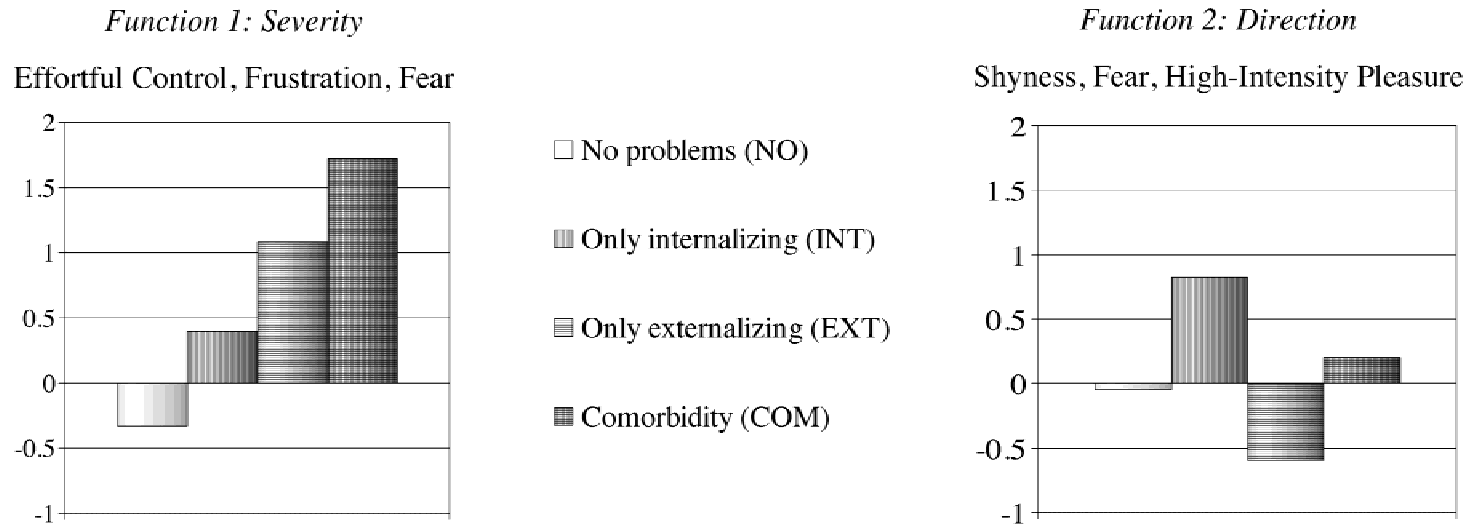 Function 1: Severity
Effortful Control, Frustration, Fear
2
1.5
1
0.5
0
-0.5
-1
No problems (NO)
Only internalizing (INT)
Only externalizing (EXT)
Comorbidity (COM)
Function 2: Direction
Shyness, Fear, High-Intensity Pleasure
2
1.5
1
0.5
0
-0.5
-1